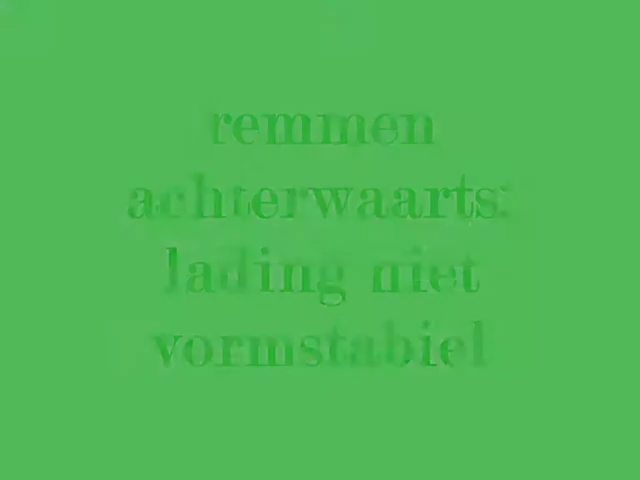 remmen
achterwaarts:
lading niet
vormstabiel